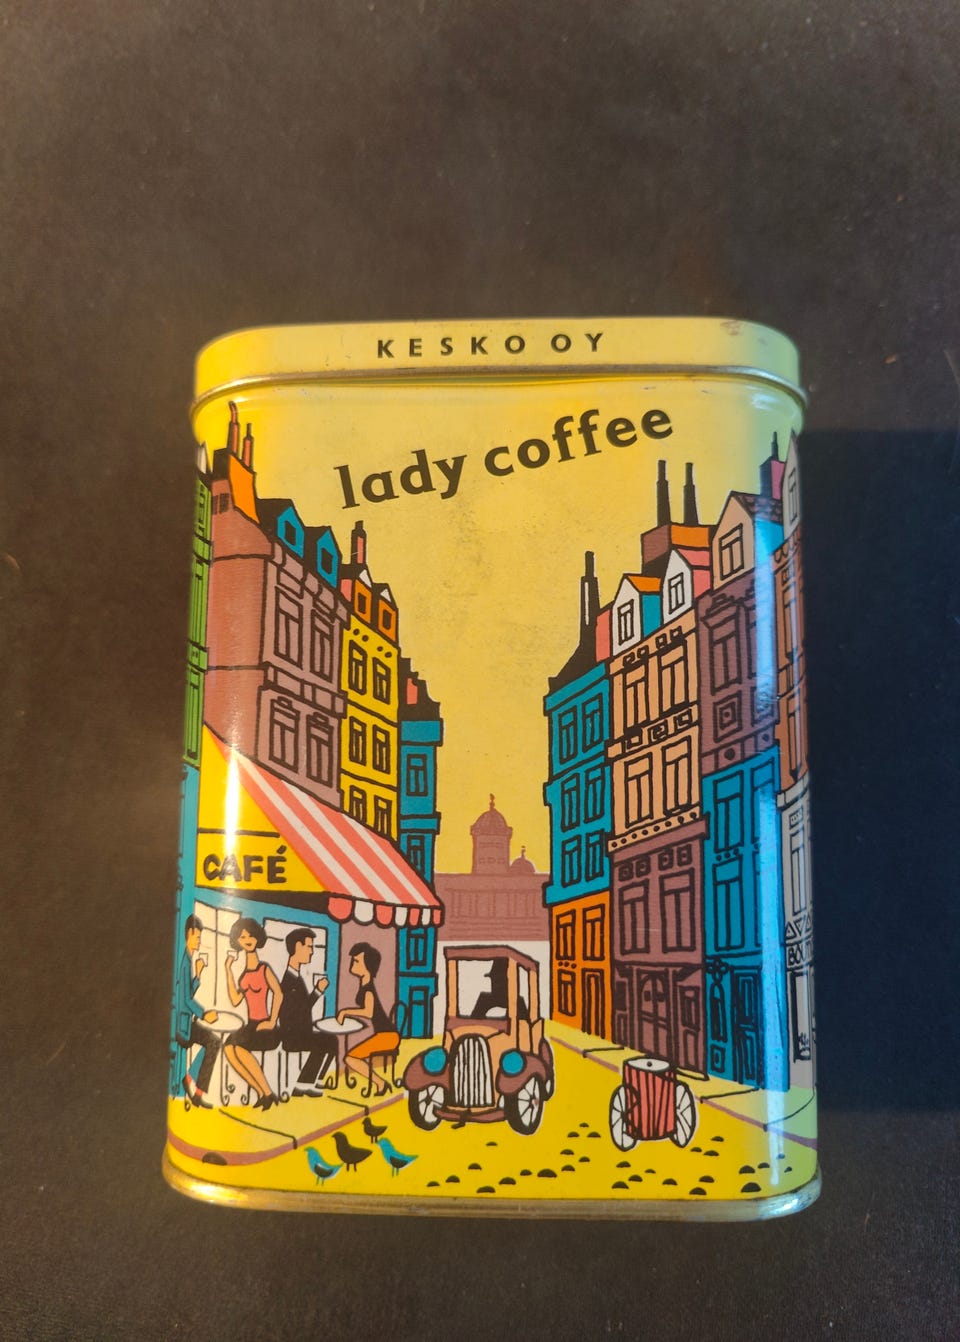 KESKO OY
lady coffee
CAFÉ